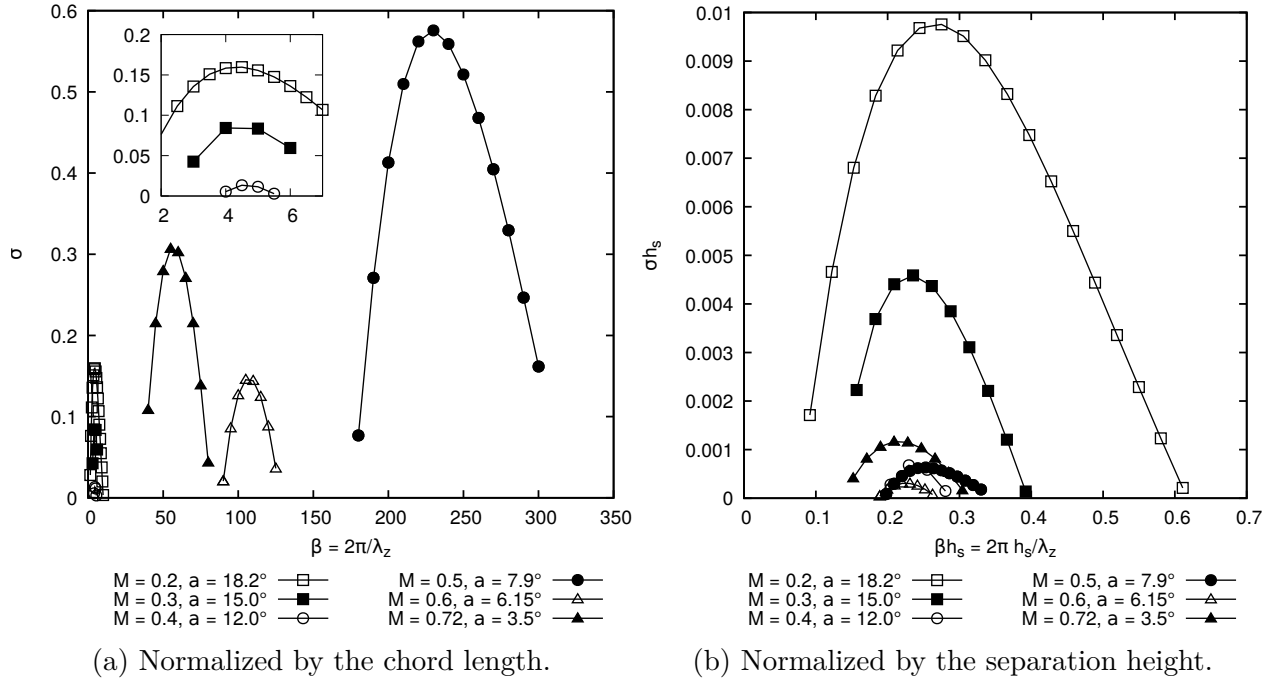 0.6
0.5
0.4
0.3
0.2
0.1
0
σ
0
50
100
150
200
250
300
350
β = 2π/λz
0.2
0.15
0.1
0.05
0
2
4
6
M = 0.2, a = 18.2°
M = 0.3, a = 15.0°
M = 0.4, a = 12.0°
M = 0.5, a = 7.9°
M = 0.6, a = 6.15°
M = 0.72, a = 3.5°
(a) Normalized by the chord length.
0.01
0.009
0.008
0.007
0.006
0.005
0.004
0.003
0.002
0.001
0
σhs
0
0.1
0.2
0.3
0.4
0.5
0.6
0.7
βhs = 2π hs/λz
M = 0.2, a = 18.2°
M = 0.3, a = 15.0°
M = 0.4, a = 12.0°
M = 0.5, a = 7.9°
M = 0.6, a = 6.15°
M = 0.72, a = 3.5°
(b) Normalized by the separation height.